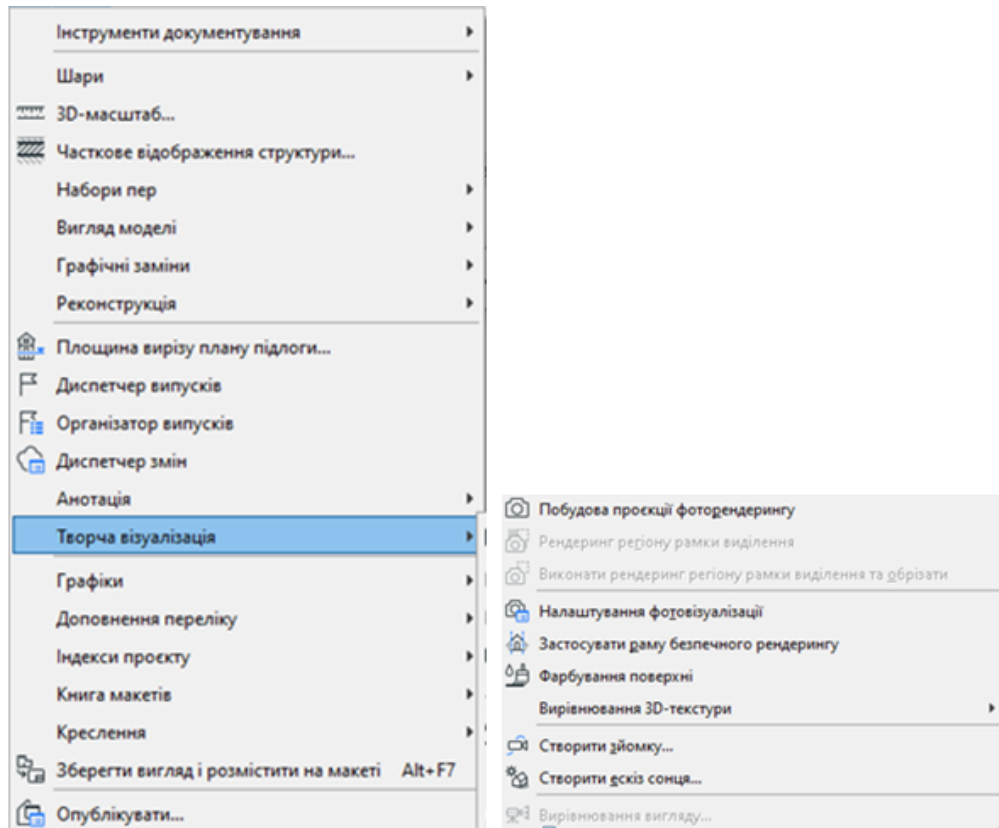 Інструменти документування
Шари
3D-масштаб...
Часткове відображення структури...
Набори пер
Вигляд моделі
Графічні заміни
Реконструкція
Площина вирізу плану підлоги...
Диспетчер випусків
Організатор випусків
Диспетчер змін
Анотація
Творча візуалізація
Графіки
Доповнення переліку
Індекси проєкту
Книга макетів
Креслення
Зберегти вигляд і розмістити на макеті Alt+F7
Опублікувати...
Побудова проєкції фоторендерингу
Рендеринг регіону рамки виділення
Виконати рендеринг регіону рамки виділення та обрізати
Налаштування фотовізуалізації
Застосувати раму безпечного рендерингу
Фарбування поверхні
Вирівнювання 3D-текстури
Створити зйомку...
Створити ескіз сонця...
Вирівнювання вигляду...